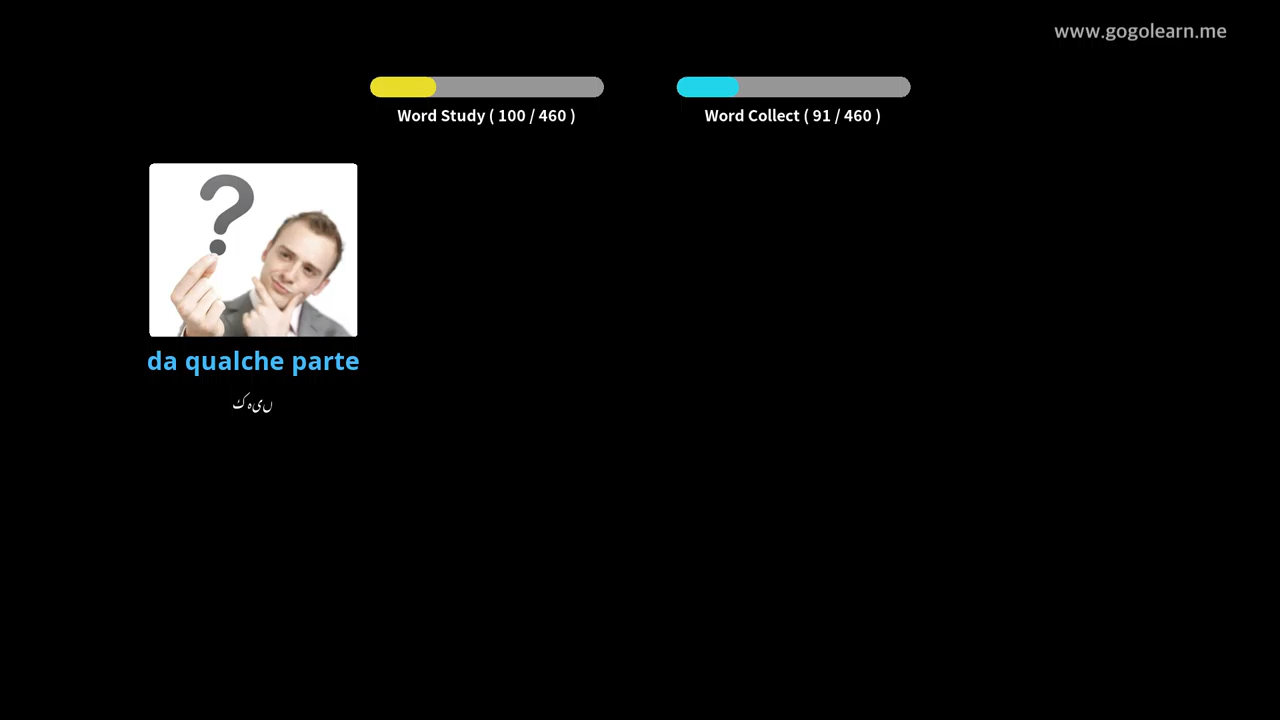 www.gogolearn.me
Word Study ( 100 / 460 )
Word Collect ( 91 / 460 )
?
da qualche parte
کہیں